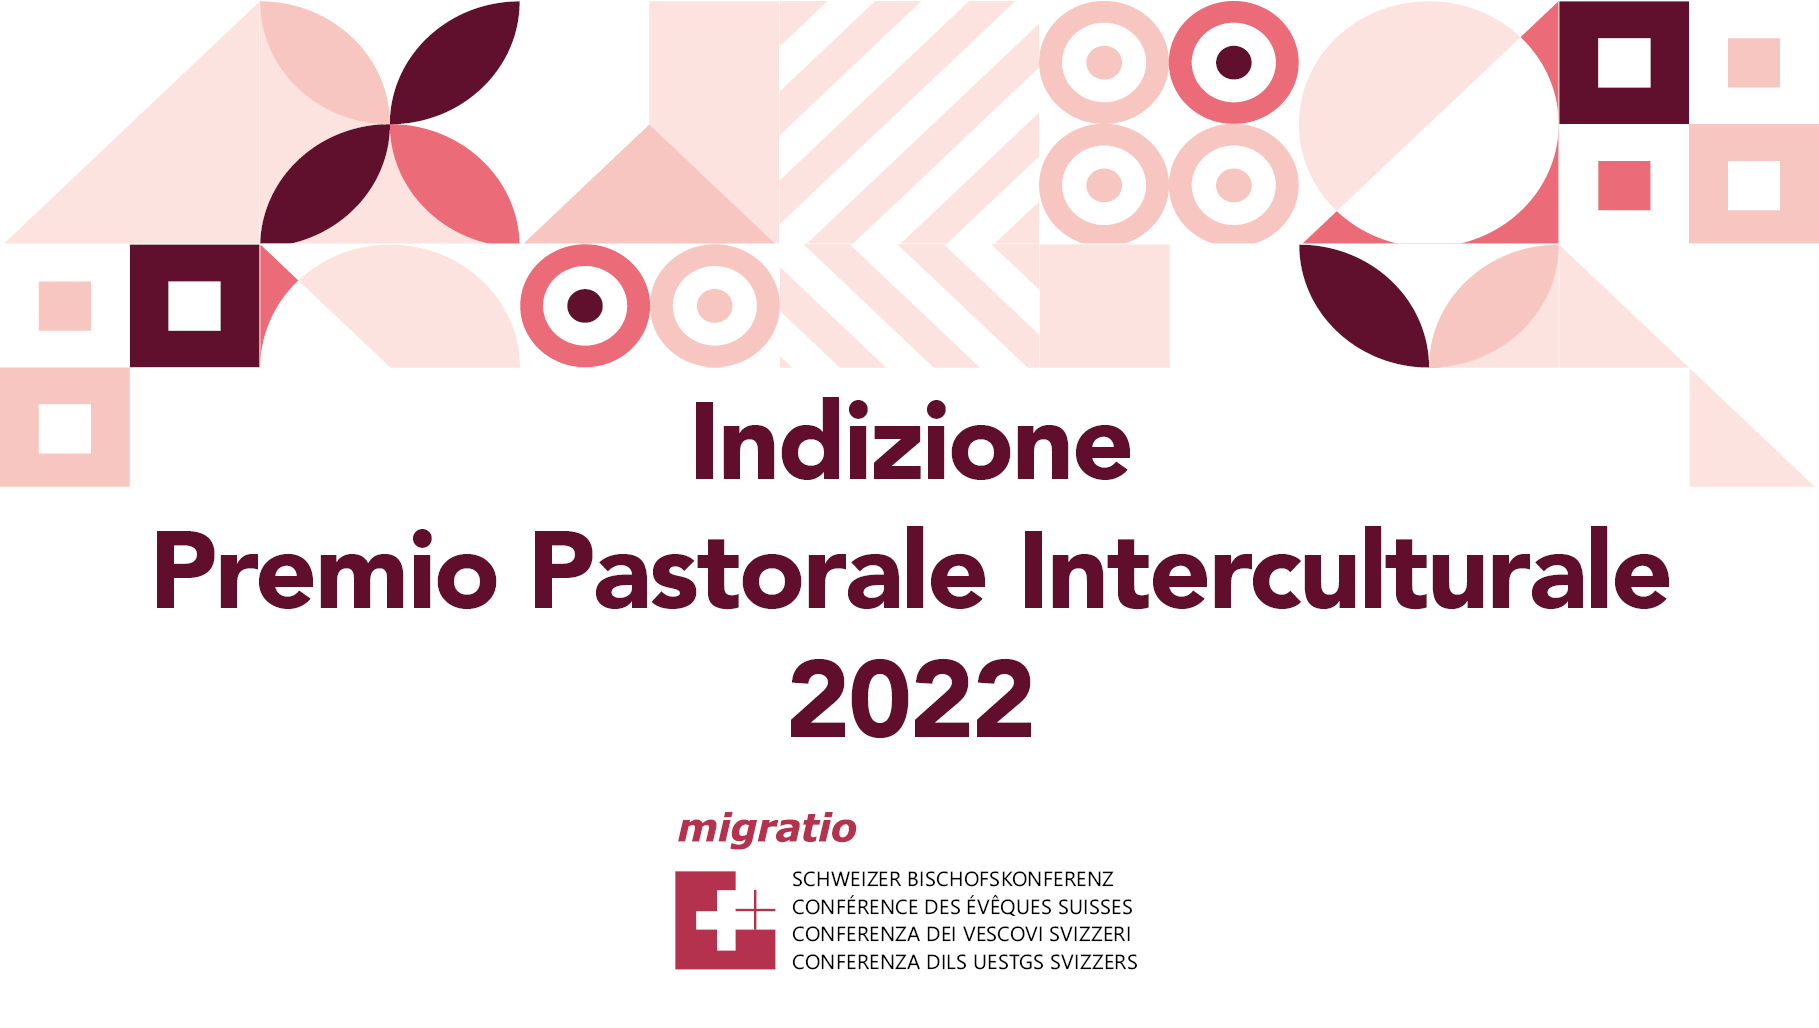 Indizione
Premio Pastorale Interculturale
2022
migratio
SCHWEIZER BISCHOFSKONFERENZ
CONFÉRENCE DES ÉVÊQUES SUISSES
CONFERENZA DEI VESCOVI SVIZZERI
CONFERENZA DILS UESTGS SVIZZERS